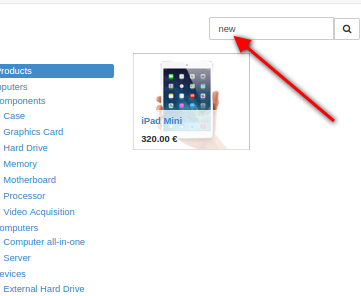 new
Products
mputers
omponents
Case
Graphics Card
Hard Drive
Memory
Motherboard
Processor
Video Acquisition
omputers
Computer all-in-one
Server
evices
External Hard Drive
iPad Mini
320.00 €